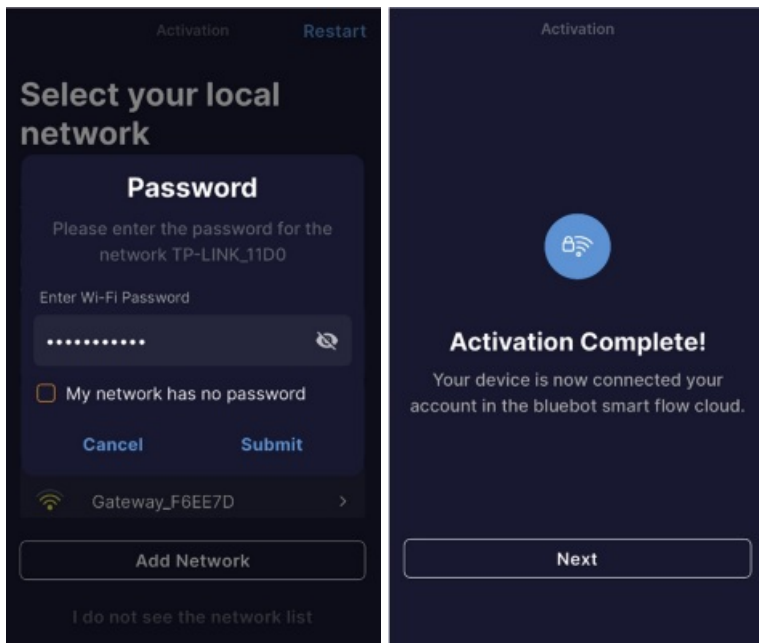 Activation
Restart
Select your local
network
Password
Please enter the password for the
network TP-LINK_11D0
Enter Wi-Fi Password
•••••••••••
My network has no password
Cancel
Submit
Gateway_F6EE7D
Add Network
I do not see the network list
Activation
Activation Complete!
Your device is now connected your
account in the bluebot smart flow cloud.
Next